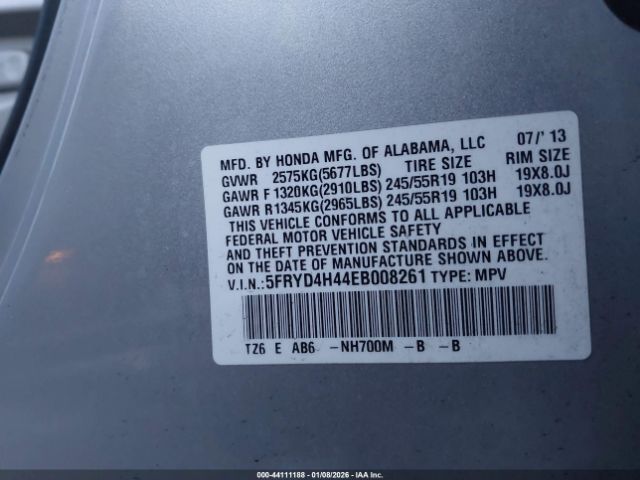 MFD. BY HONDA MFG. OF ALABAMA, LLC 07/'13
GVWR 2575KG(5677LBS) TIRE SIZE RIM SIZE
GAWR F 1320KG(2910LBS) 245/55R19 103H 19X8.0J
GAWR R1345KG(2965LBS) 245/55R19 103H 19X8.0J
THIS VEHICLE CONFORMS TO ALL APPLICABLE
FEDERAL MOTOR VEHICLE SAFETY
AND THEFT PREVENTION STANDARDS IN EFFECT
ON THE DATE OF MANUFACTURE SHOWN ABOVE.
V.I.N.:5FRYD4H44EB008261 TYPE: MPV
TZ6 E AB6 -NH700M -B -B
000-44111188 | 01/08/2026 | IAAI.com